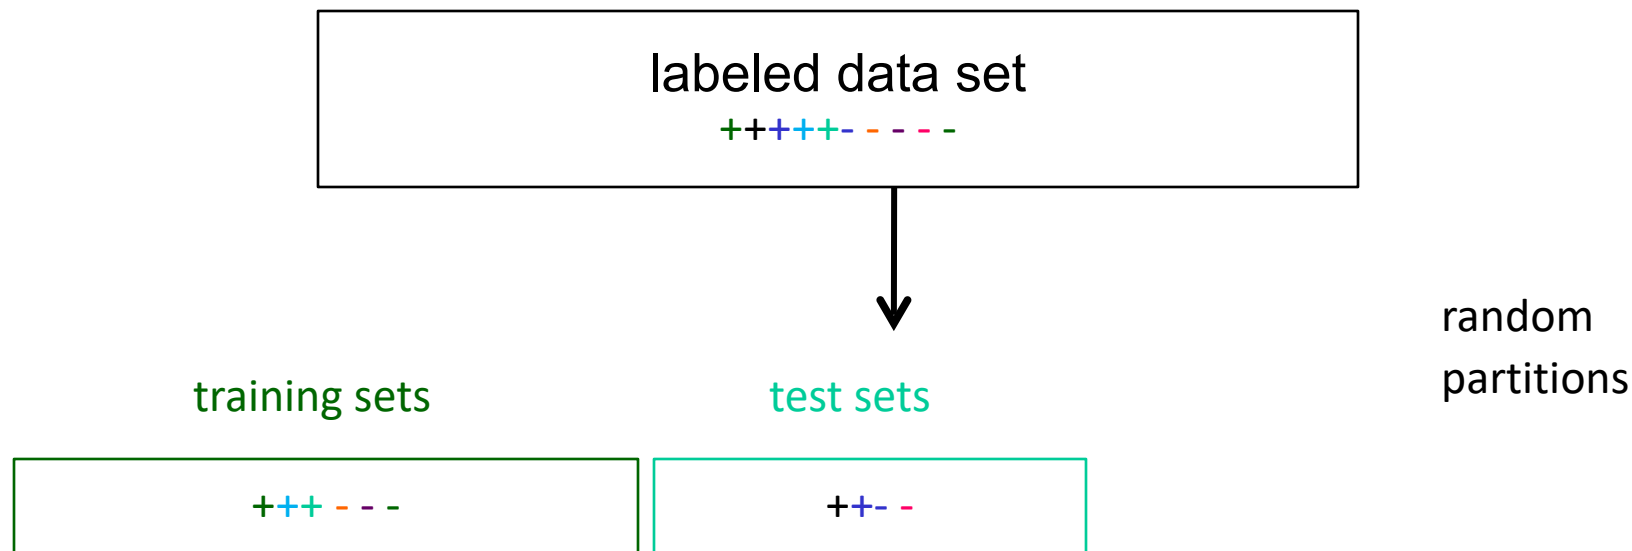 labeled data set
+++++- - - - -
random
partitions
training sets
test sets
+++ - - -
++- -